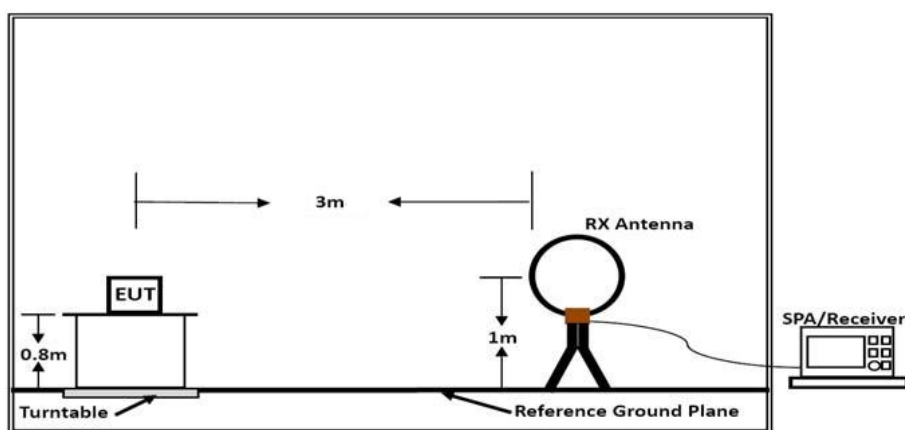 3m
RX Antenna
EUT
SPA/Receiver
0.8m
1m
Turntable
Reference Ground Plane